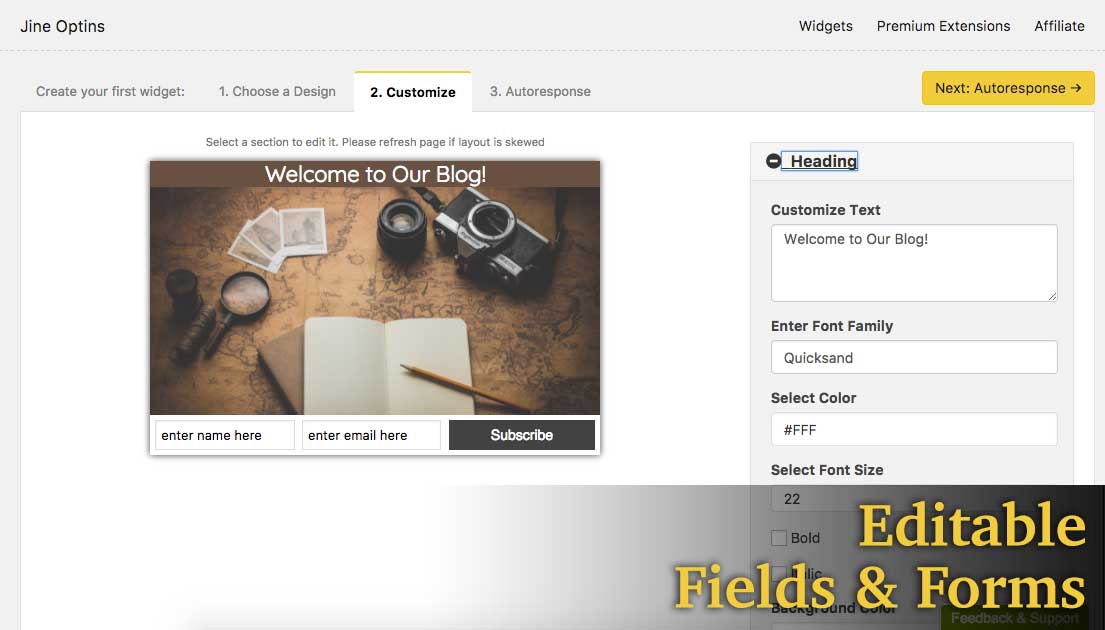 Jine Optins
Widgets Premium Extensions Affiliate
Create your first widget: 1. Choose a Design 2. Customize 3. Autoresponse
Next: Autoresponse →
Select a section to edit it. Please refresh page if layout is skewed
Welcome to Our Blog!
enter name here enter email here Subscribe
Heading
Customize Text
Welcome to Our Blog!
Enter Font Family
Quicksand
Select Color
#FFF
Select Font Size
22
Bold
Italic
Background Color
Editable
Fields & Forms
Feedback & Support